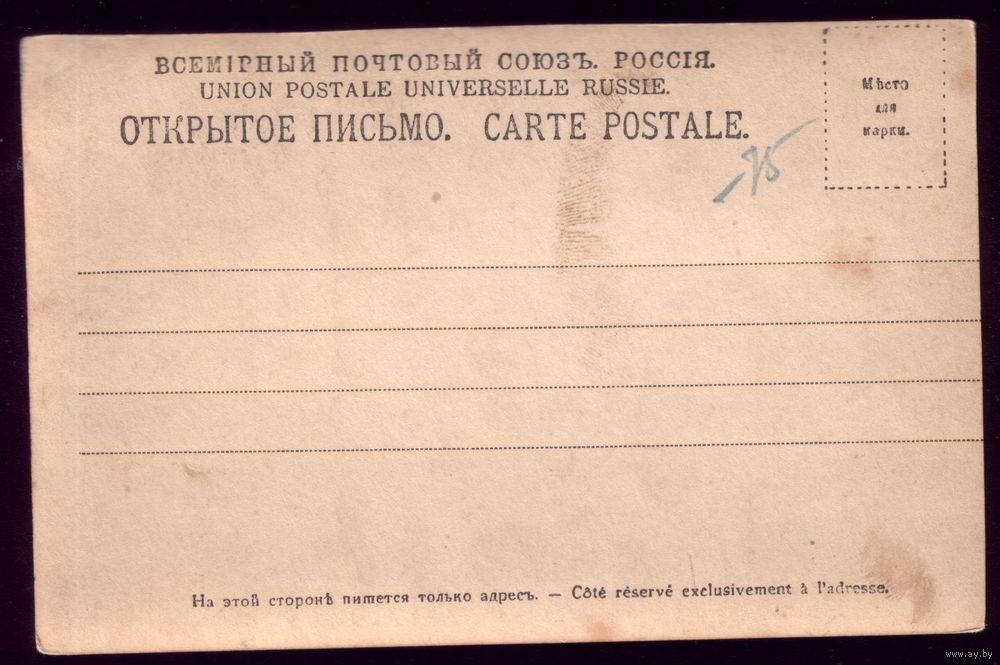 ВСЕМІРНЫЙ ПОЧТОВЫЙ СОЮЗЪ. РОССІЯ.
UNION POSTALE UNIVERSELLE RUSSIE.
ОТКРЫТОЕ ПИСЬМО. CARTE POSTALE.
Мѣсто
для
марки.
75
На этой сторонѣ пишется только адресъ. — Côté réservé exclusivement à l'adresse.
www.ay.by